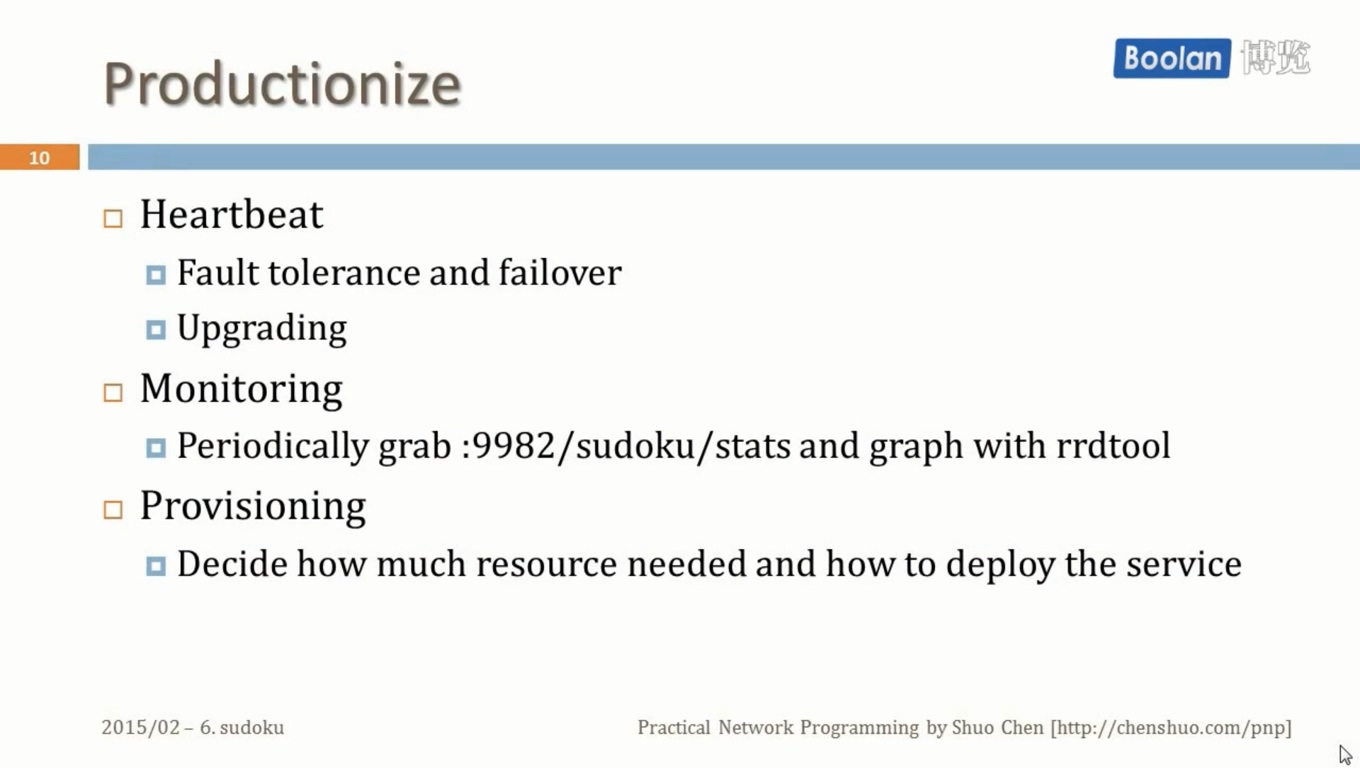 Productionize
Boolan 博览
10
Heartbeat
Fault tolerance and failover
Upgrading
Monitoring
Periodically grab :9982/sudoku/stats and graph with rrdtool
Provisioning
Decide how much resource needed and how to deploy the service
2015/02 – 6. sudoku
Practical Network Programming by Shuo Chen [http://chenshuo.com/pnp]